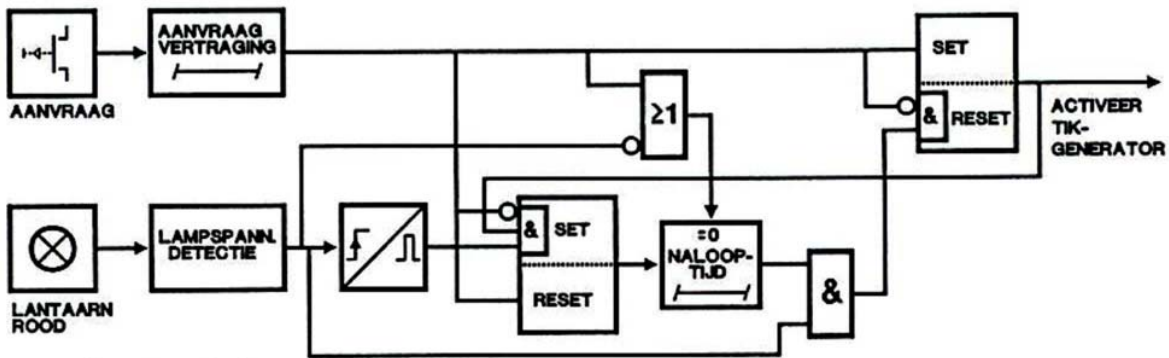 AANVRAAG
VERTRAGING
AANVRAAG
SET
&
RESET
ACTIVEER
TIK-
GENERATOR
≥1
LAMPSPANN.
DETECTIE
LANTAARN
ROOD
&
SET
RESET
=0
NALOOP-
TIJD
&